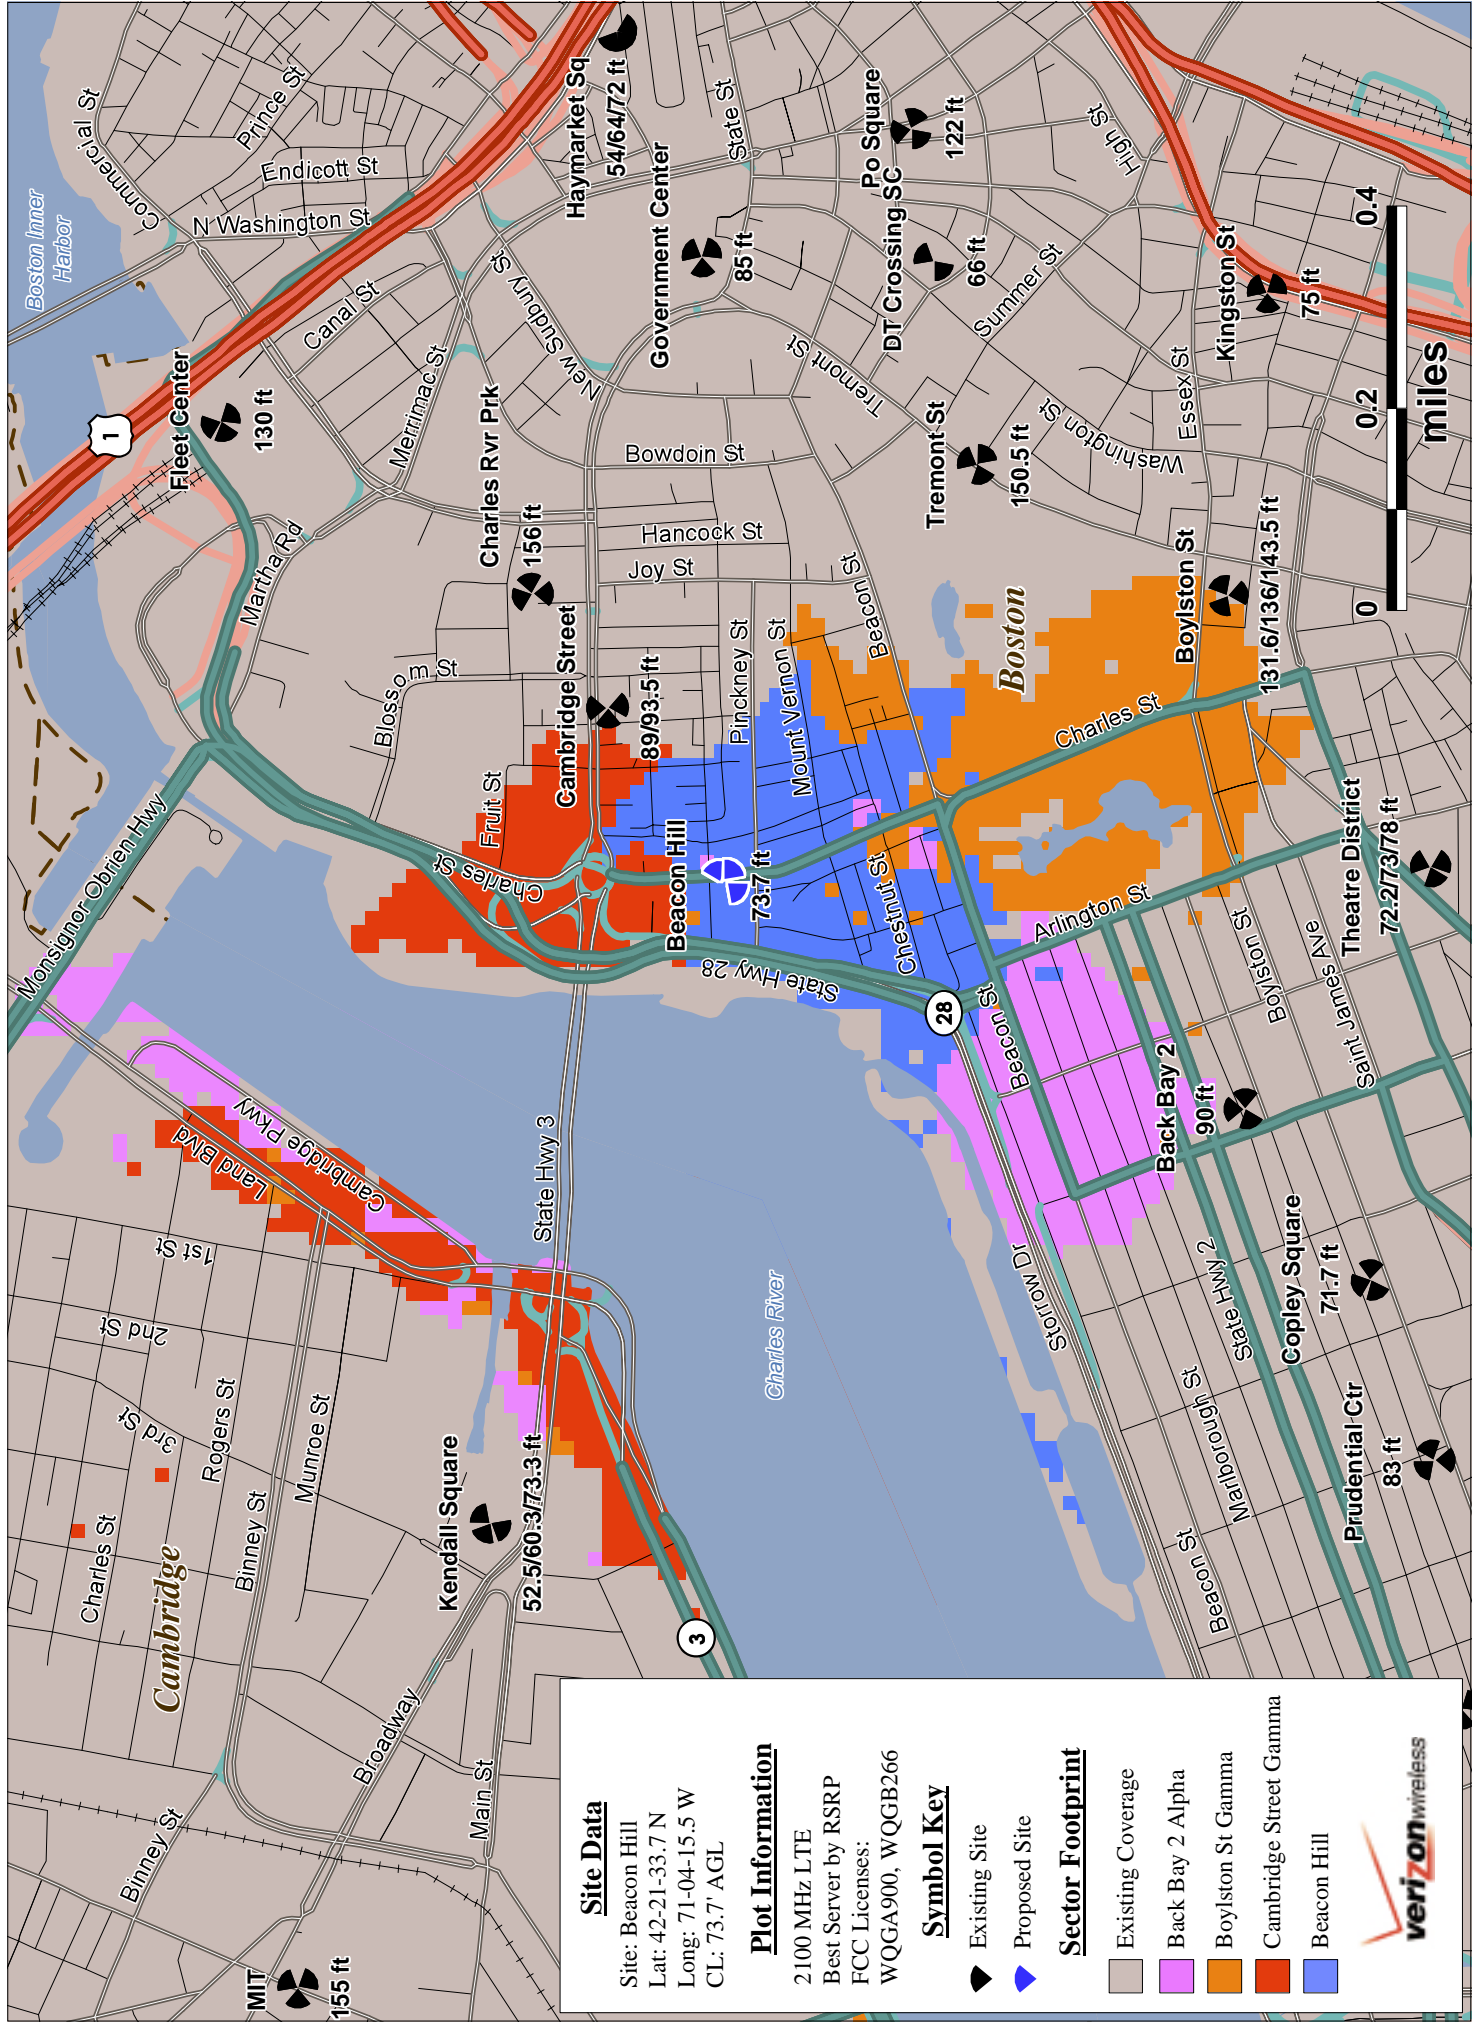 Site Data
Site: Beacon Hill
Lat: 42-21-33.7 N
Long: 71-04-15.5 W
CL: 73.7' AGL
Plot Information
2100 MHz LTE
Best Server by RSRP
FCC Licenses:
WQGA900, WQGB266
Symbol Key
Existing Site
Proposed Site
Sector Footprint
Existing Coverage
Back Bay 2 Alpha
Boylston St Gamma
Cambridge Street Gamma
Beacon Hill
verizonwireless
MIT
155 ft
Binney St
Broadway
Main St
Cambridge
Charles St
Binney St
Rogers St
Munroe St
3rd St
2nd St
1st St
Kendall Square
52.5/60.3/73.3 ft
3
Land Blvd
Cambridge Pkwy
State Hwy 3
Charles River
Monsignor Obrien Hwy
Charles St
Fruit St
Blossom St
Cambridge Street
89/93.5 ft
Beacon Hill
73.7 ft
State Hwy 28
28
Pinckney St
Mount Vernon St
Chestnut St
Beacon St
Joy St
Hancock St
Bowdoin St
Charles Rvr Prk
156 ft
Martha Rd
Fleet Center
130 ft
1
Merrimac St
Canal St
N Washington St
Endicott St
Prince St
Commercial St
Boston Inner
Harbor
New Sudbury St
Haymarket Sq
54/64/72 ft
Government Center
85 ft
State St
Po Square
122 ft
DT Crossing SC
66 ft
High St
Summer St
Tremont St
Tremont St
150.5 ft
Washington St
Essex St
Kingston St
75 ft
Boston
Boylston St
131.6/136/143.5 ft
Charles St
Arlington St
Theatre District
72.2/73/78 ft
Boylston St
Saint James Ave
Beacon St
Back Bay 2
90 ft
Storrow Dr
State Hwy 2
Copley Square
71.7 ft
Marlborough St
Beacon St
Prudential Ctr
83 ft
0
0.2
0.4
miles